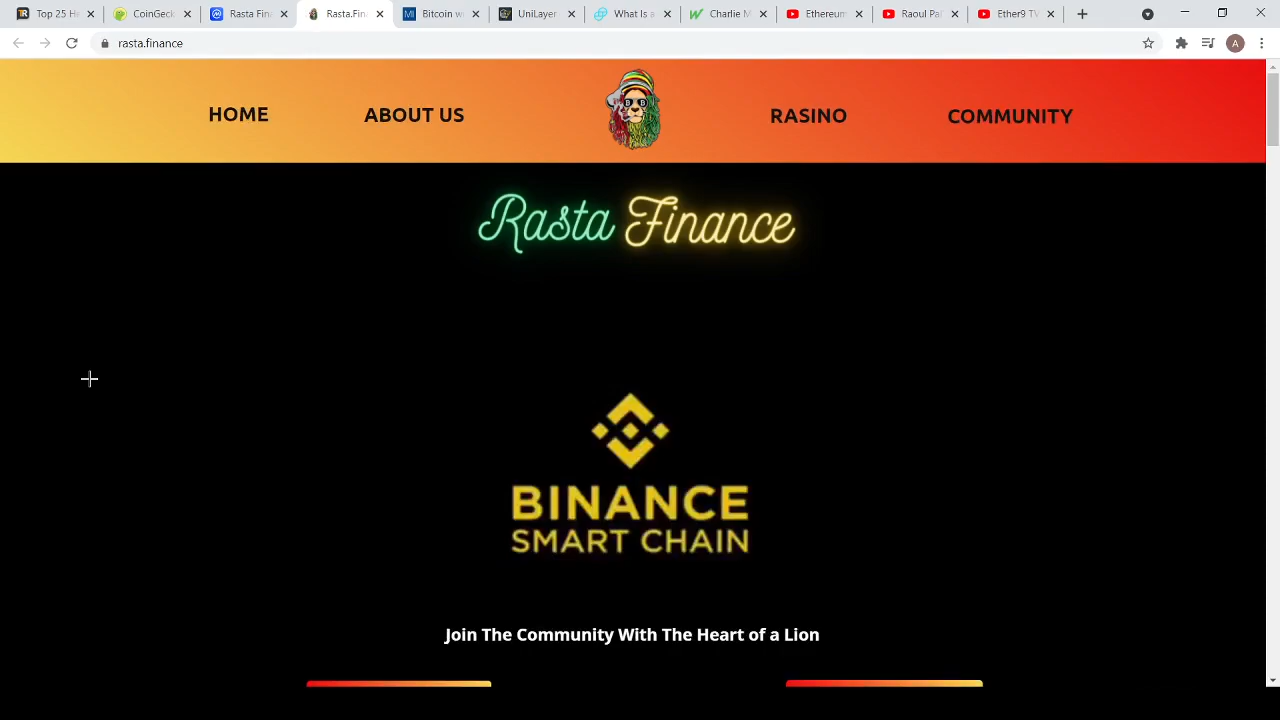 Top 25 He
CoinGeck
Rasta Fin
Rasta.Fin
Bitcoin w
UniLayer
What Is a
Charlie M
Ethereum
Raoul Pal
Ether9 TV
rasta.finance
A
HOME
ABOUT US
RASINO
COMMUNITY
Rasta Finance
BINANCE
SMART CHAIN
Join The Community With The Heart of a Lion